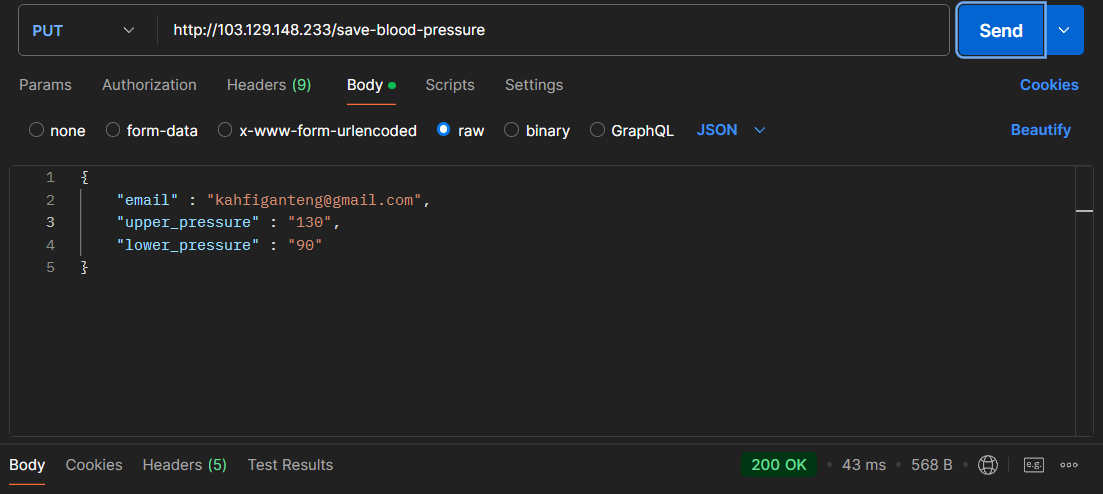 PUT http://103.129.148.233/save-blood-pressure Send
Params Authorization Headers (9) Body Scripts Settings Cookies
none form-data x-www-form-urlencoded raw binary GraphQL JSON Beautify
1 {
2 "email" : "kahfiganteng@gmail.com",
3 "upper_pressure" : "130",
4 "lower_pressure" : "90"
5 }
Body Cookies Headers (5) Test Results 200 OK • 43 ms • 568 B • e.g. ooo